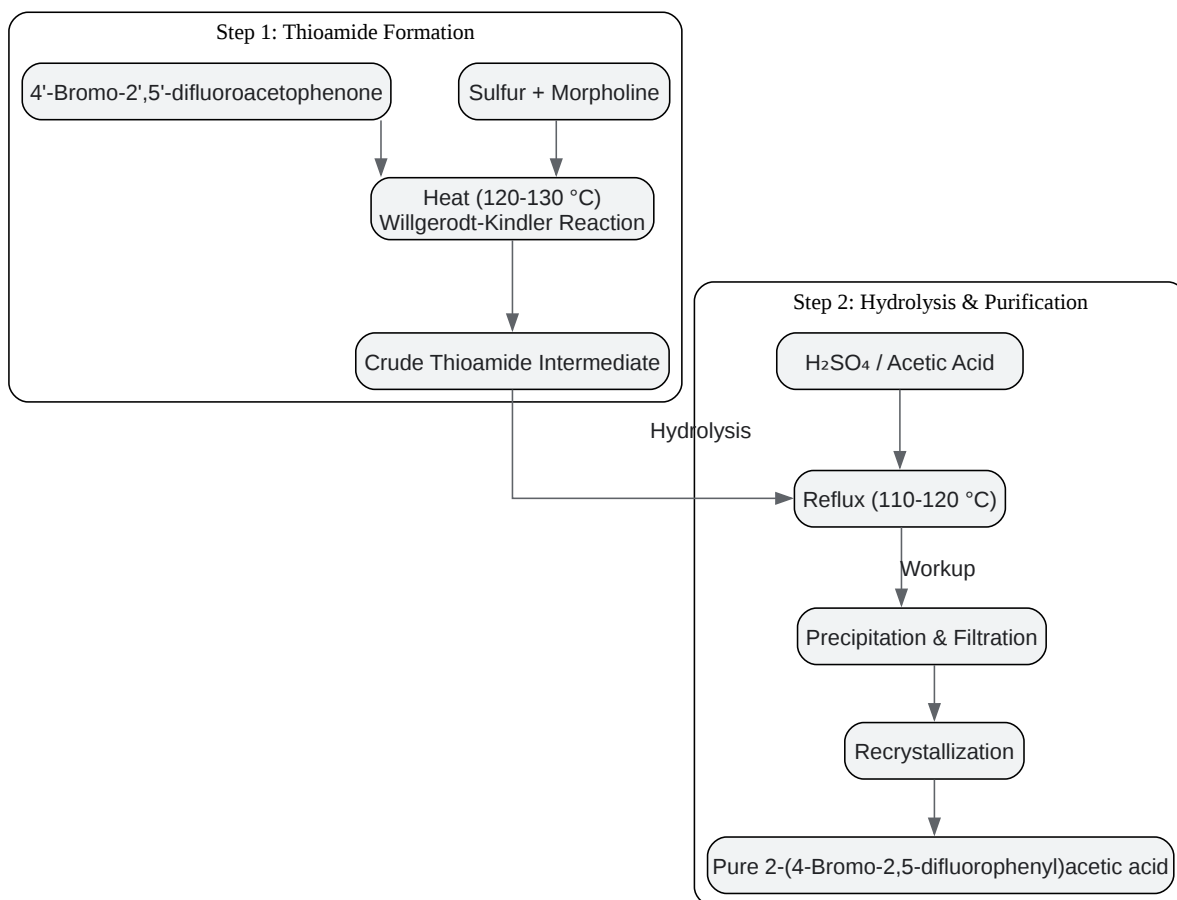 Step 1: Thioamide Formation
4'-Bromo-2',5'-difluoroacetophenone
Sulfur + Morpholine
Heat (120-130 °C)
Willgerodt-Kindler Reaction
Crude Thioamide Intermediate
Hydrolysis
Step 2: Hydrolysis & Purification
H₂SO₄ / Acetic Acid
Reflux (110-120 °C)
Workup
Precipitation & Filtration
Recrystallization
Pure 2-(4-Bromo-2,5-difluorophenyl)acetic acid